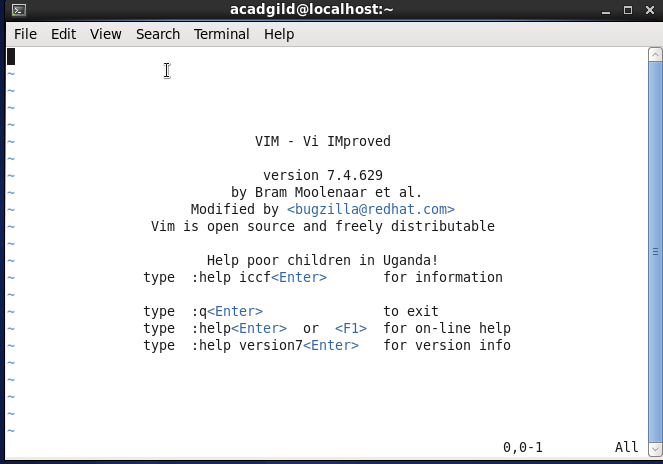 acadgild@localhost:~
File Edit View Search Terminal Help
~
~
~
~
~ VIM - Vi IMproved
~
~ version 7.4.629
~ by Bram Moolenaar et al.
~ Modified by <bugzilla@redhat.com>
~ Vim is open source and freely distributable
~
~ Help poor children in Uganda!
~ type :help iccf<Enter> for information
~
~ type :q<Enter> to exit
~ type :help<Enter> or <F1> for on-line help
~ type :help version7<Enter> for version info
~
~
~
~
~
0,0-1 All